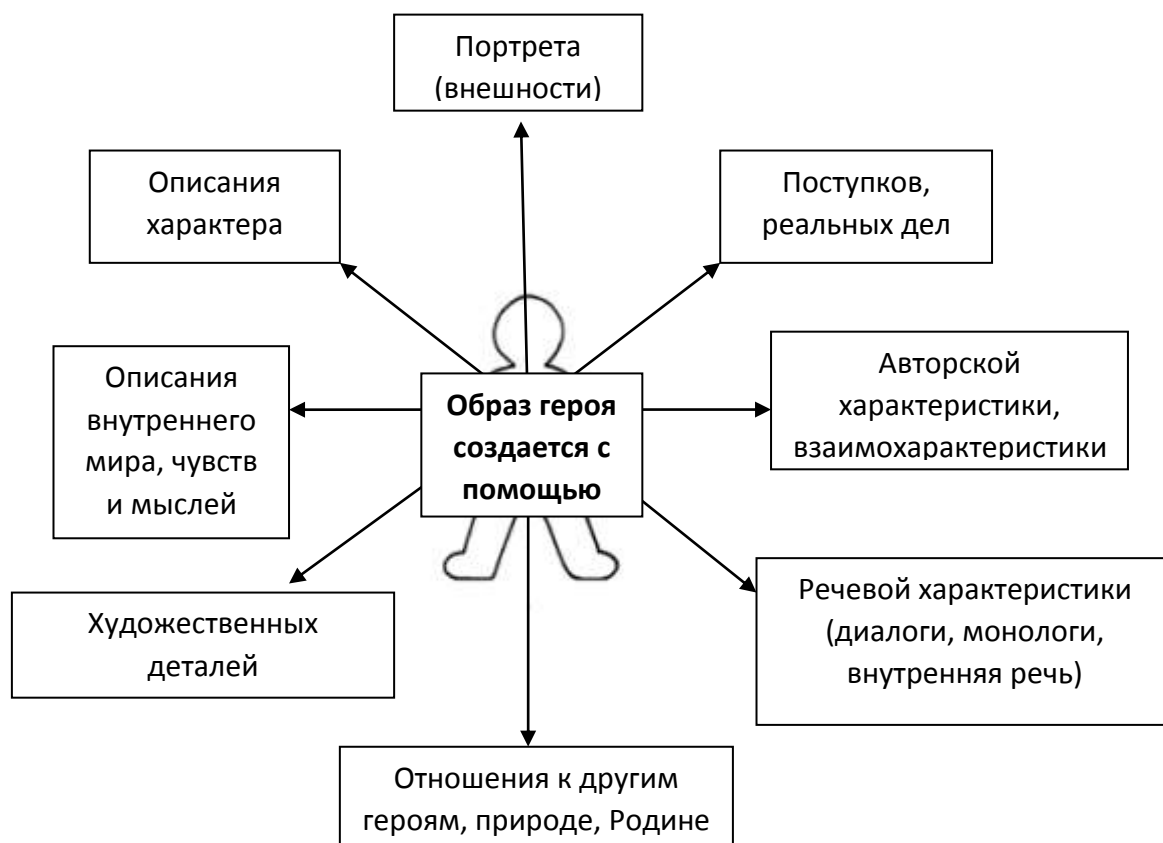 Портрета
(внешности)
Описания
характера
Поступков,
реальных дел
Описания
внутреннего
мира, чувств
и мыслей
Образ героя
создается с
помощью
Авторской
характеристики,
взаимохарактеристики
Художественных
деталей
Речевой характеристики
(диалоги, монологи,
внутренняя речь)
Отношения к другим
героям, природе, Родине